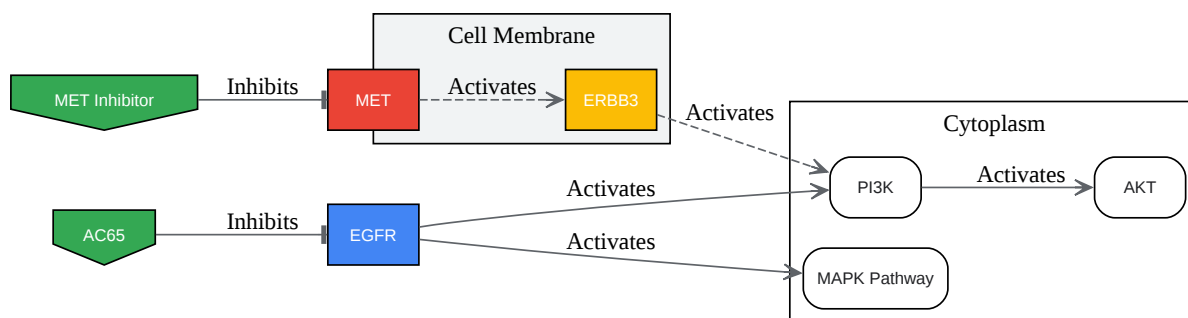 Cell Membrane
MET Inhibitor
Inhibits
MET
Activates
ERBB3
Activates
Cytoplasm
PI3K
Activates
AKT
AC65
Inhibits
EGFR
Activates
Activates
MAPK Pathway